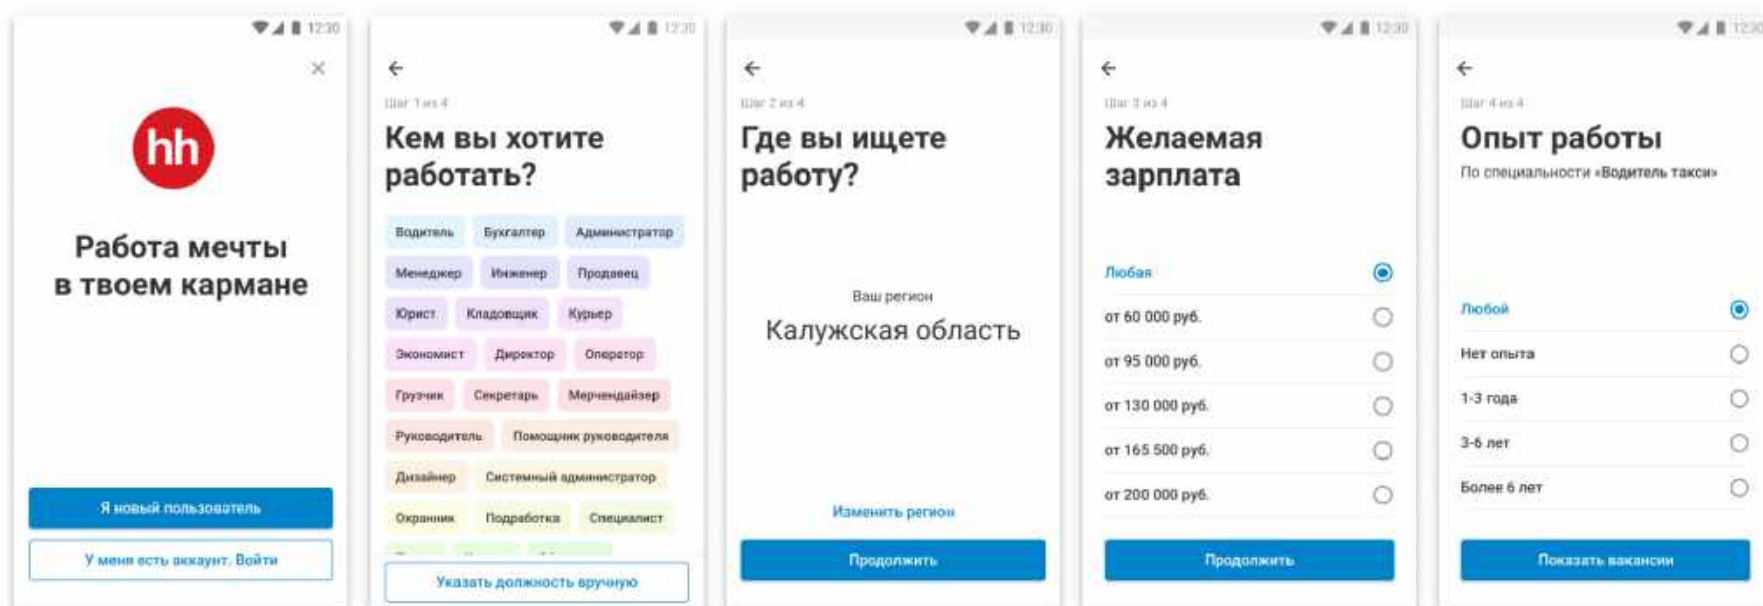 12:30
hh
Работа мечты
в твоем кармане
Я новый пользователь
У меня есть аккаунт. Войти
12:30
Шаг 1 из 4
Кем вы хотите
работать?
Водитель Бухгалтер Администратор
Менеджер Инженер Продавец
Юрист Кладовщик Курьер
Экономист Директор Оператор
Грузчик Секретарь Мерчендайзер
Руководитель Помощник руководителя
Дизайнер Системный администратор
Охранник Подработка Специалист
Указать должность вручную
12:30
Шаг 2 из 4
Где вы ищете
работу?
Ваш регион
Калужская область
Изменить регион
Продолжить
12:30
Шаг 3 из 4
Желаемая
зарплата
Любая
от 60 000 руб.
от 95 000 руб.
от 130 000 руб.
от 165 500 руб.
от 200 000 руб.
Продолжить
12:30
Шаг 4 из 4
Опыт работы
По специальности «Водитель такси»
Любой
Нет опыта
1-3 года
3-6 лет
Более 6 лет
Показать вакансии